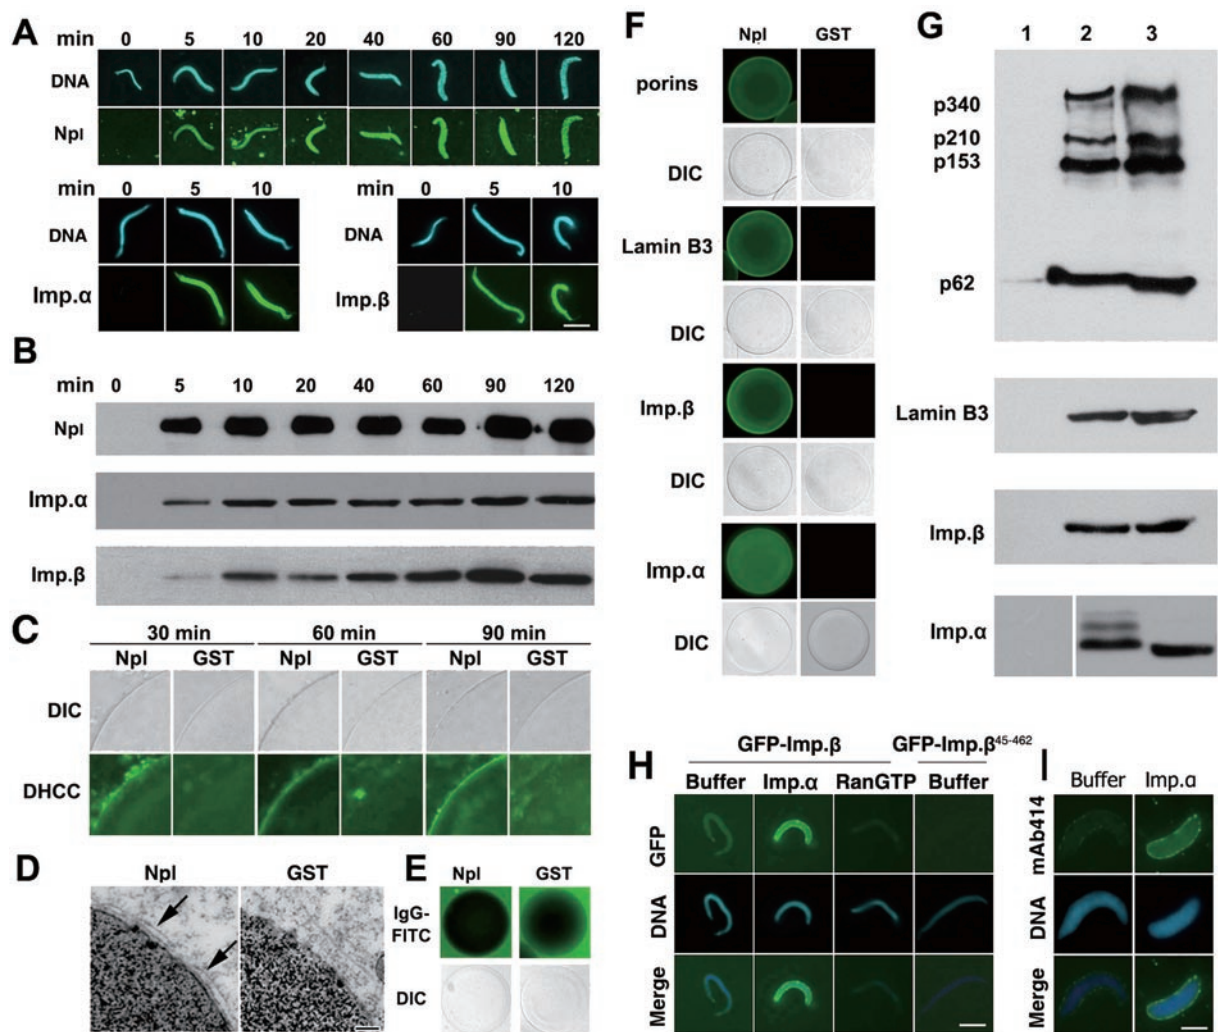 A
min 0 5 10 20 40 60 90 120
DNA
Npl
min 0 5 10
DNA
Imp.α
min 0 5 10
DNA
Imp.β
B
min 0 5 10 20 40 60 90 120
Npl
Imp.α
Imp.β
C
30 min 60 min 90 min
Npl GST Npl GST Npl GST
DIC
DHCC
D
Npl GST
E
Npl GST
IgG-
FITC
DIC
F
Npl GST
porins
DIC
Lamin B3
DIC
Imp.β
DIC
Imp.α
DIC
G
1 2 3
p340
p210
p153
p62
Lamin B3
Imp.β
Imp.α
H
GFP-Imp.β GFP-Imp.β45-462
Buffer Imp.α RanGTP Buffer
GFP
DNA
Merge
I
Buffer Imp.α
mAb414
DNA
Merge